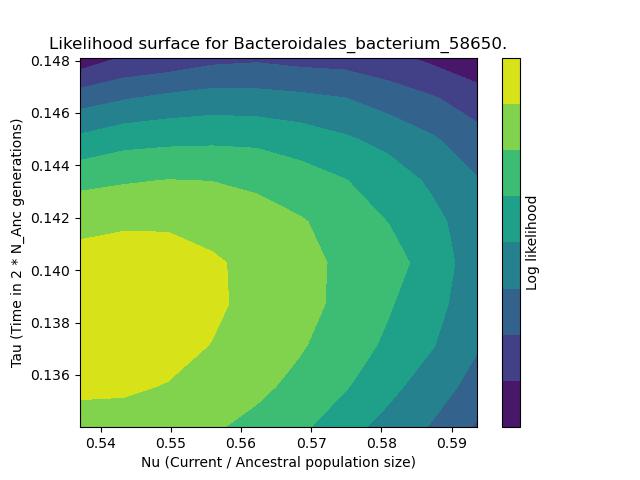 Likelihood surface for Bacteroidales_bacterium_58650.
0.148
0.146
0.144
0.142
0.140
0.138
0.136
Tau (Time in 2 * N_Anc generations)
0.54 0.55 0.56 0.57 0.58 0.59
Nu (Current / Ancestral population size)
Log likelihood